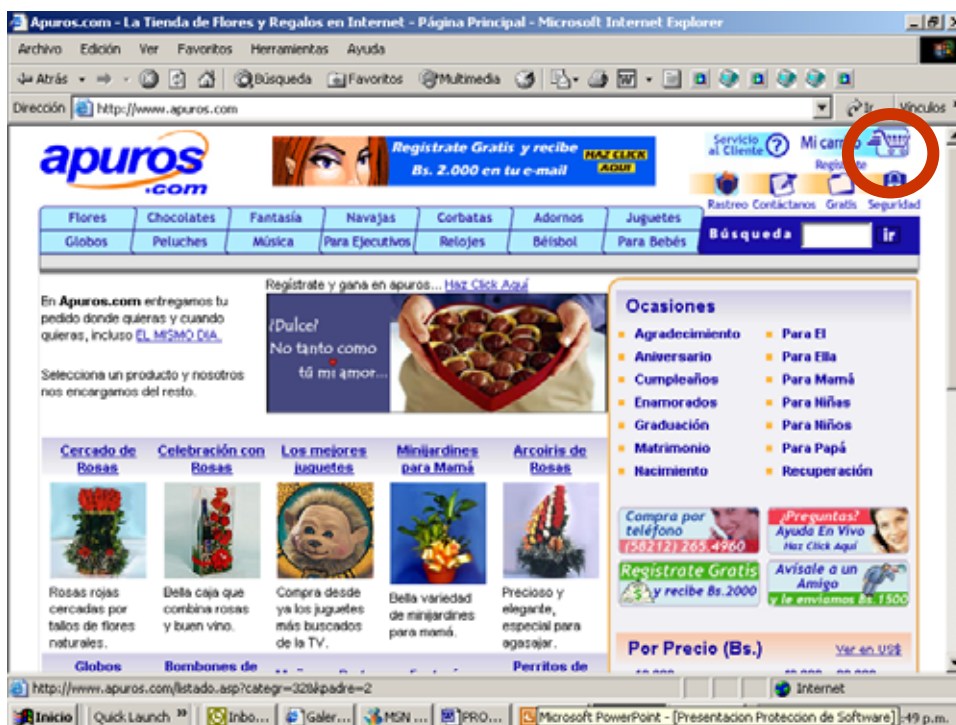 Apuros.com - La Tienda de Flores y Regalos en Internet - Página Principal - Microsoft Internet Explorer
Archivo Edición Ver Favoritos Herramientas Ayuda
Atrás Búsqueda Favoritos Multimedia
Dirección http://www.apuros.com Ir Vínculos
apuros
.com
Regístrate Gratis y recibe
Bs. 2.000 en tu e-mail
HAZ CLICK
AQUI
Servicio
al Cliente
Mi carrito
Regístrate
Rastreo Contáctanos Gratis Seguridad
Flores Chocolates Fantasía Navajas Corbatas Adornos Juguetes
Globos Peluches Música Para Ejecutivos Relojes Béisbol Para Bebés
Búsqueda ir
En Apuros.com entregamos tu
pedido donde quieras y cuando
quieras, incluso EL MISMO DIA.
Selecciona un producto y nosotros
nos encargamos del resto.
Regístrate y gana en apuros... Haz Click Aquí
¿Dulce?
No tanto como
tú mi amor...
Ocasiones
Agradecimiento Para El
Aniversario Para Ella
Cumpleaños Para Mamá
Enamorados Para Niñas
Graduación Para Niños
Matrimonio Para Papá
Nacimiento Recuperación
Cercado de
Rosas
Celebración con
Rosas
Los mejores
juguetes
Minijardines
para Mamá
Arcoiris de
Rosas
Rosas rojas
cercadas por
tallos de flores
naturales.
Bella caja que
combina rosas
y buen vino.
Compra desde
ya los juguetes
más buscados
de la TV.
Bella variedad
de minijardines
para mamá.
Precioso y
elegante,
especial para
agasajar.
Compra por
teléfono
(58212) 265.4960
¡Preguntas?
Ayuda En Vivo
Haz Click Aquí
Regístrate Gratis
y recibe Bs.2000
Avísale a un
Amigo
y le enviamos Bs.1500
Por Precio (Bs.) Ver en US$
Globos
Bombones de
Perritos de
http://www.apuros.com/listado.asp?categr=328&padre=2 Internet
Inicio Quick Launch Inbo... Galer... MSN ... PRO... Microsoft PowerPoint - [Presentacion Proteccion de Software] :49 p.m.